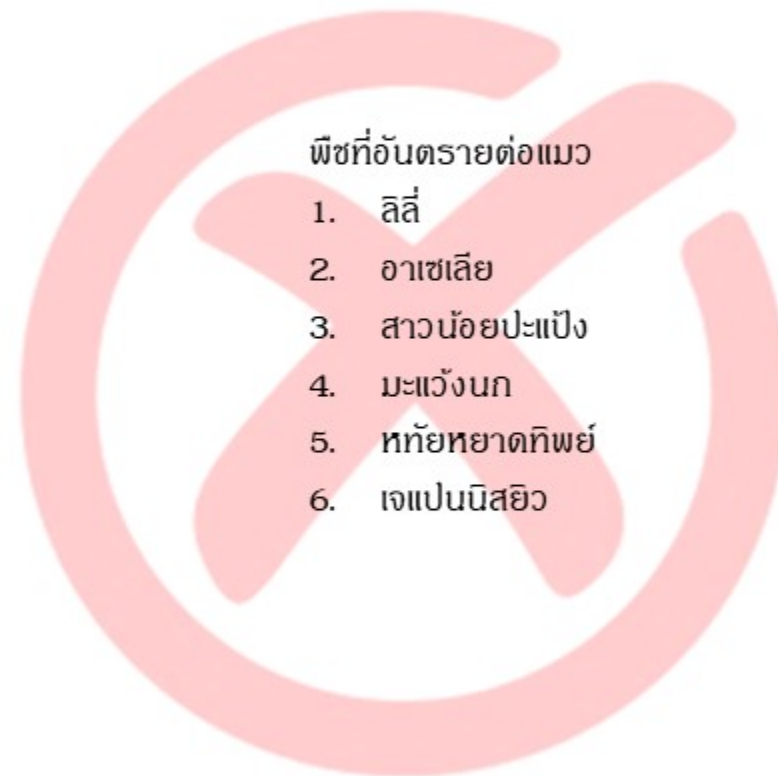 พืชที่อันตรายต่อแมว
1. ลิลี่
2. อาเซเลีย
3. สาวน้อยปะแป้ง
4. มะแว้งนก
5. หทัยหยาดทิพย์
6. เจแปนนิสยิว